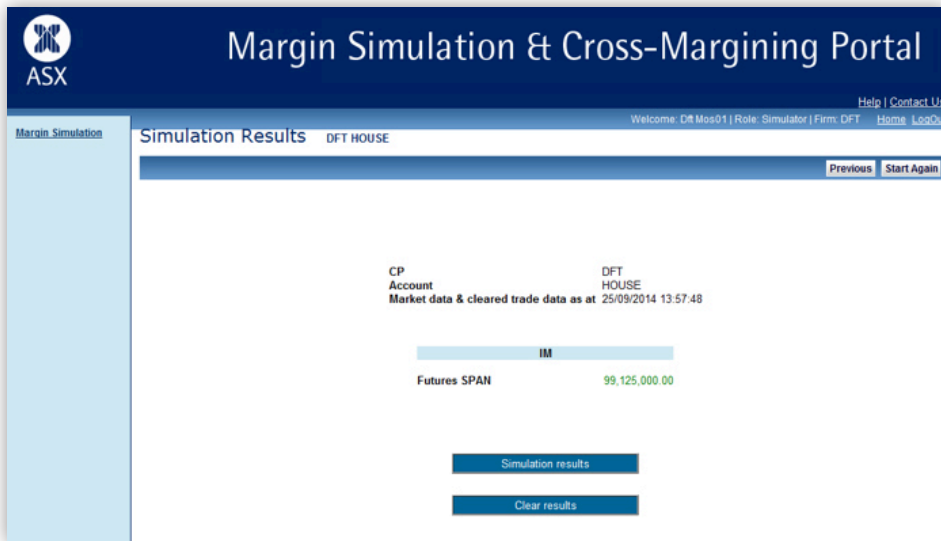 ASX
Margin Simulation & Cross-Margining Portal
Help | Contact Us
Welcome: Dft Mos01 | Role: Simulator | Firm: DFT Home LogOu
Margin Simulation
Simulation Results DFT HOUSE
Previous Start Again
CP DFT
Account HOUSE
Market data & cleared trade data as at 25/09/2014 13:57:48
IM
Futures SPAN 99,125,000.00
Simulation results
Clear results